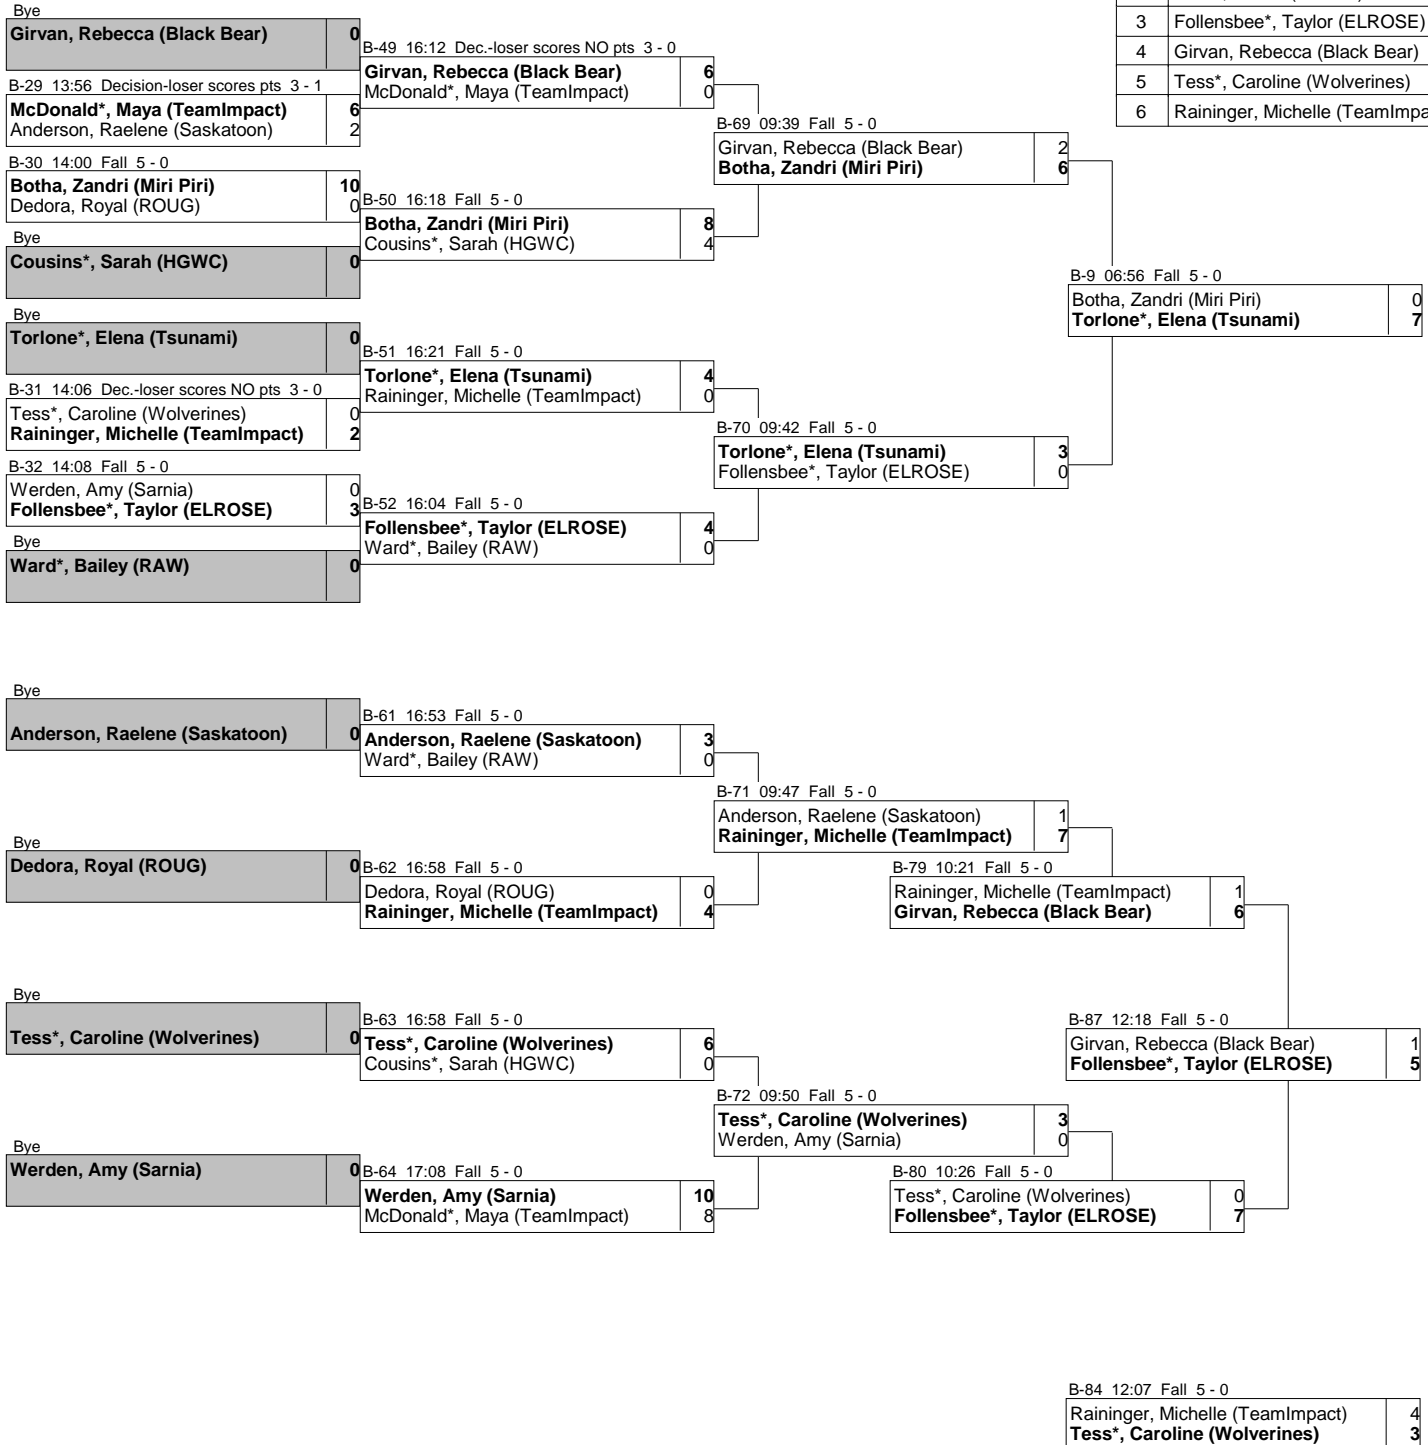 3 Follensbee*, Taylor (ELROSE)
4 Girvan, Rebecca (Black Bear)
5 Tess*, Caroline (Wolverines)
6 Raininger, Michelle
Bye
Girvan, Rebecca (Black Bear) 0
B-29 13:56 Decision-loser scores pts 3 - 1
McDonald*, Maya (TeamImpact) 6
Anderson, Raelene (Saskatoon) 2
B-30 14:00 Fall 5 - 0
Botha, Zandri (Miri Piri) 10
Dedora, Royal (ROUG) 0
Bye
Cousins*, Sarah (HGWC) 0
Bye
Torlone*, Elena (Tsunami) 0
B-31 14:06 Dec.-loser scores NO pts 3 - 0
Tess*, Caroline (Wolverines) 0
Raininger, Michelle (TeamImpact) 2
B-32 14:08 Fall 5 - 0
Werden, Amy (Sarnia) 0
Follensbee*, Taylor (ELROSE) 3
Bye
Ward*, Bailey (RAW) 0
B-49 16:12 Dec.-loser scores NO pts 3 - 0
Girvan, Rebecca (Black Bear) 6
McDonald*, Maya (TeamImpact) 0
B-50 16:18 Fall 5 - 0
Botha, Zandri (Miri Piri) 8
Cousins*, Sarah (HGWC) 4
B-51 16:21 Fall 5 - 0
Torlone*, Elena (Tsunami) 4
Raininger, Michelle (TeamImpact) 0
B-52 16:04 Fall 5 - 0
Follensbee*, Taylor (ELROSE) 4
Ward*, Bailey (RAW) 0
B-69 09:39 Fall 5 - 0
Girvan, Rebecca (Black Bear) 2
Botha, Zandri (Miri Piri) 6
B-70 09:42 Fall 5 - 0
Torlone*, Elena (Tsunami) 3
Follensbee*, Taylor (ELROSE) 0
B-9 06:56 Fall 5 - 0
Botha, Zandri (Miri Piri) 0
Torlone*, Elena (Tsunami) 7
Bye
Anderson, Raelene (Saskatoon) 0
Bye
Dedora, Royal (ROUG) 0
Bye
Tess*, Caroline (Wolverines) 0
Bye
Werden, Amy (Sarnia) 0
B-61 16:53 Fall 5 - 0
Anderson, Raelene (Saskatoon) 3
Ward*, Bailey (RAW) 0
B-62 16:58 Fall 5 - 0
Dedora, Royal (ROUG) 0
Raininger, Michelle (TeamImpact) 4
B-63 16:58 Fall 5 - 0
Tess*, Caroline (Wolverines) 6
Cousins*, Sarah (HGWC) 0
B-64 17:08 Fall 5 - 0
Werden, Amy (Sarnia) 10
McDonald*, Maya (TeamImpact) 8
B-71 09:47 Fall 5 - 0
Anderson, Raelene (Saskatoon) 1
Raininger, Michelle (TeamImpact) 7
B-72 09:50 Fall 5 - 0
Tess*, Caroline (Wolverines) 3
Werden, Amy (Sarnia) 0
B-79 10:21 Fall 5 - 0
Raininger, Michelle (TeamImpact) 1
Girvan, Rebecca (Black Bear) 6
B-80 10:26 Fall 5 - 0
Tess*, Caroline (Wolverines) 0
Follensbee*, Taylor (ELROSE) 7
B-87 12:18 Fall 5 - 0
Girvan, Rebecca (Black Bear) 1
Follensbee*, Taylor (ELROSE) 5
B-84 12:07 Fall 5 - 0
Raininger, Michelle (TeamImpact) 4
Tess*, Caroline (Wolverines) 3